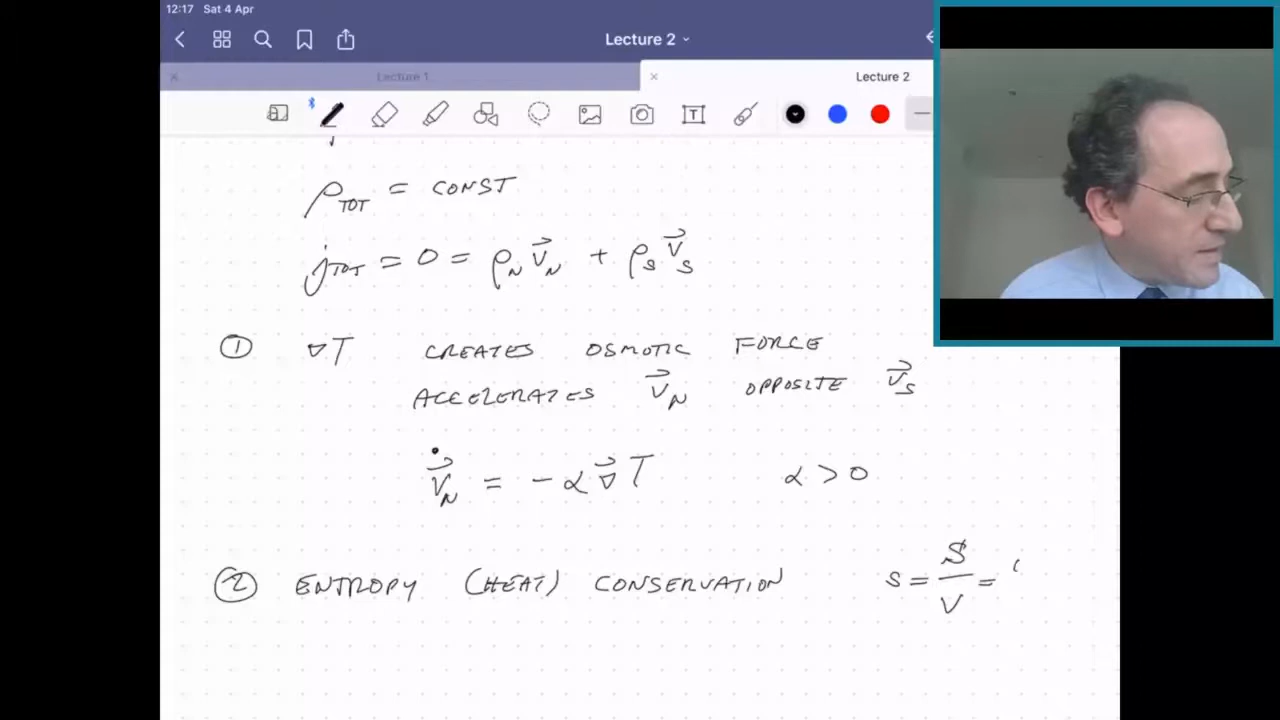 12:17 Sat 4 Apr
Lecture 2
Lecture 1
Lecture 2
T
ρ_TOT = CONST
j_TOT = 0 = ρ_N v⃗_N + ρ_S v⃗_S
① ∇T CREATES OSMOTIC FORCE
ACCELERATES v⃗_N OPPOSITE v⃗_S
v⃗̇_N = - α ∇⃗ T α > 0
② ENTROPY (HEAT) CONSERVATION s = S/V =